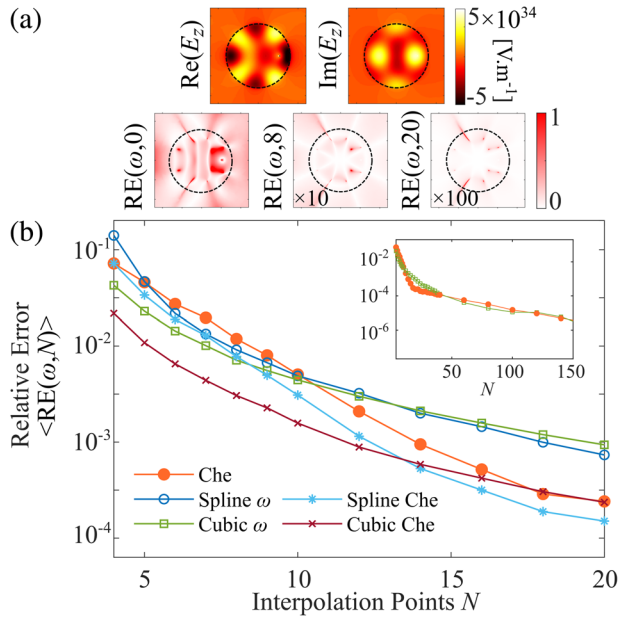 (a)
Re(E_z)
Im(E_z)
5×10^34
-5
[V.m^-1]
RE(ω,0)
RE(ω,8)
×10
RE(ω,20)
×100
1
0
(b)
10^-1
10^-2
10^-3
10^-4
Relative Error
<RE(ω,N)>
10^-2
10^-4
10^-6
50
100
150
N
Che
Spline ω
Spline Che
Cubic ω
Cubic Che
5
10
15
20
Interpolation Points N